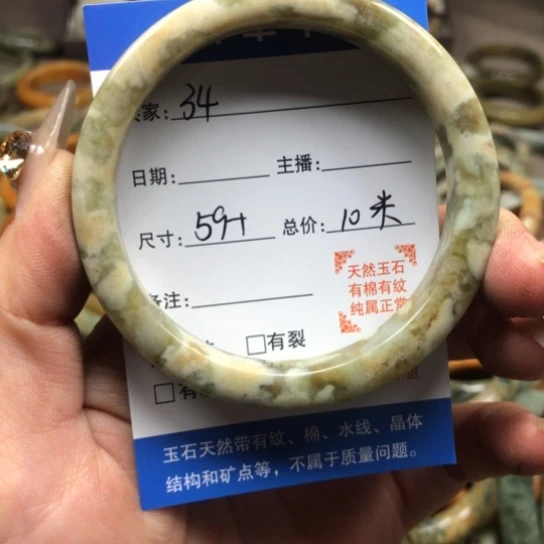 家: 34
日期: 主播:
尺寸: 59+ 总价: 10米
备注:
天然玉石
有棉有纹
纯属正常
□有裂
□有
玉石天然带有纹、棉、水线、晶体
结构和矿点等，不属于质量问题。